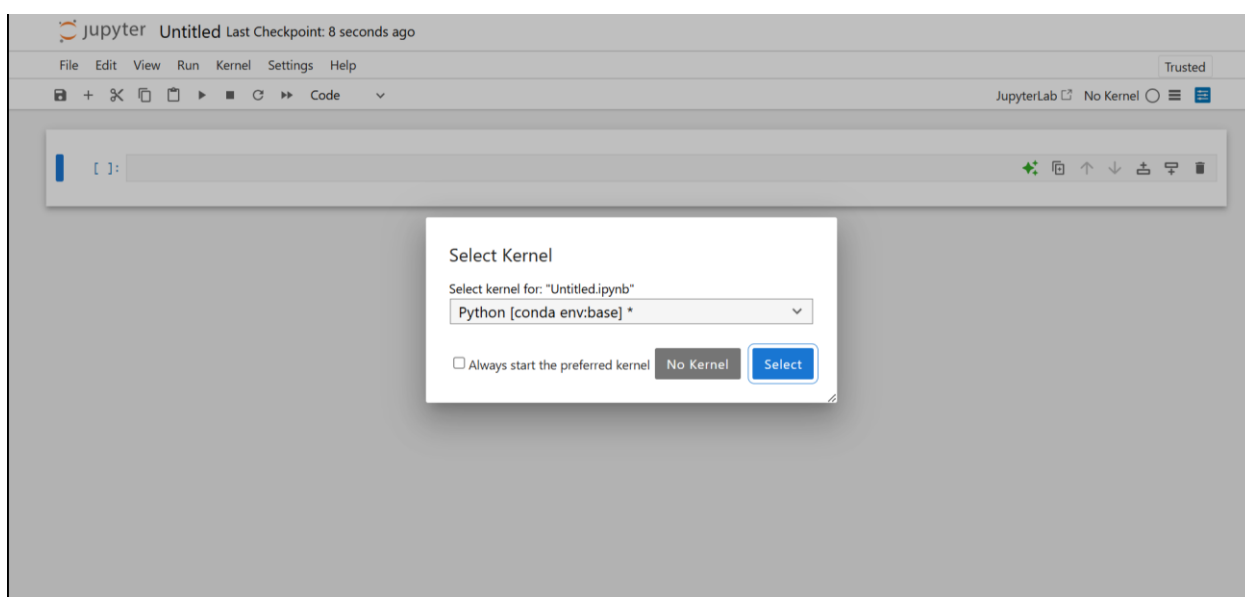 jupyter Untitled Last Checkpoint: 8 seconds ago
File Edit View Run Kernel Settings Help
Trusted
Code
JupyterLab No Kernel
[ ]:
Select Kernel
Select kernel for: "Untitled.ipynb"
Python [conda env:base] *
Always start the preferred kernel No Kernel Select